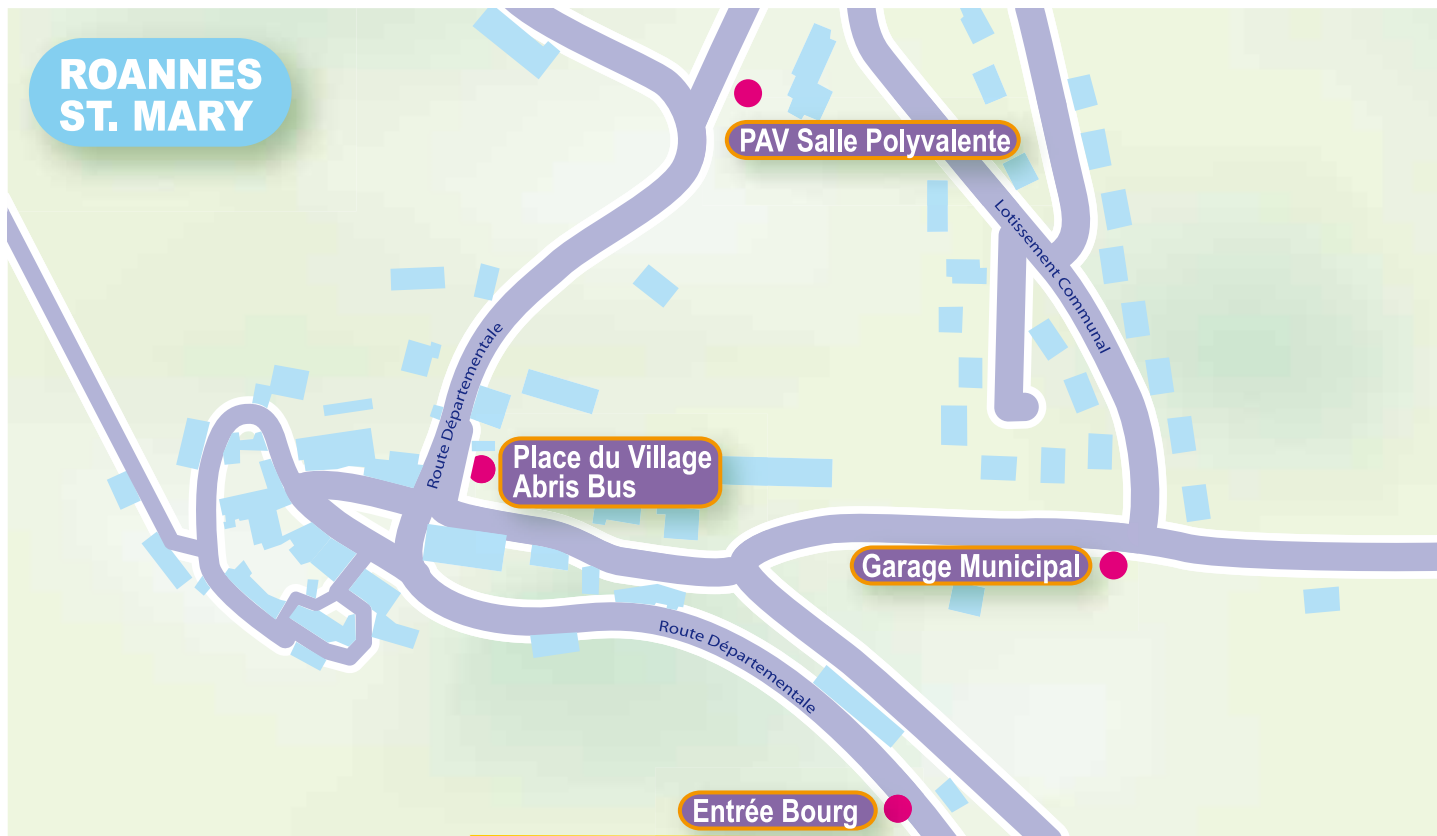 ROANNES
ST. MARY
PAV Salle Polyvalente
Lotissement Communal
Route Départementale
Place du Village
Abris Bus
Garage Municipal
Route Départementale
Entrée Bourg